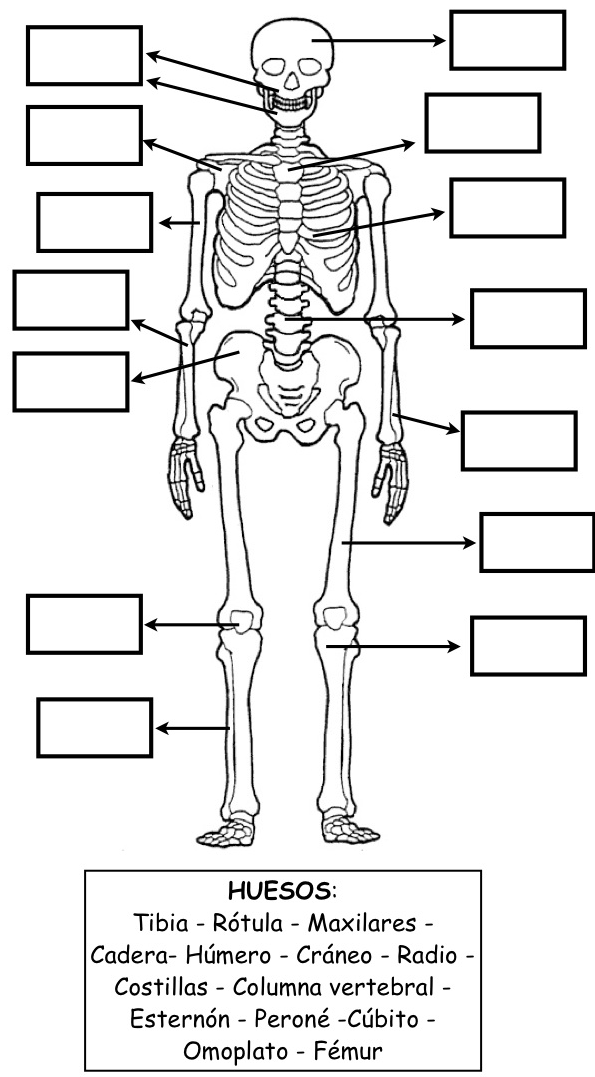 HUESOS:
Tibia - Rótula - Maxilares -
Cadera- Húmero - Cráneo - Radio -
Costillas - Columna vertebral -
Esternón - Peroné -Cúbito -
Omoplato - Fémur